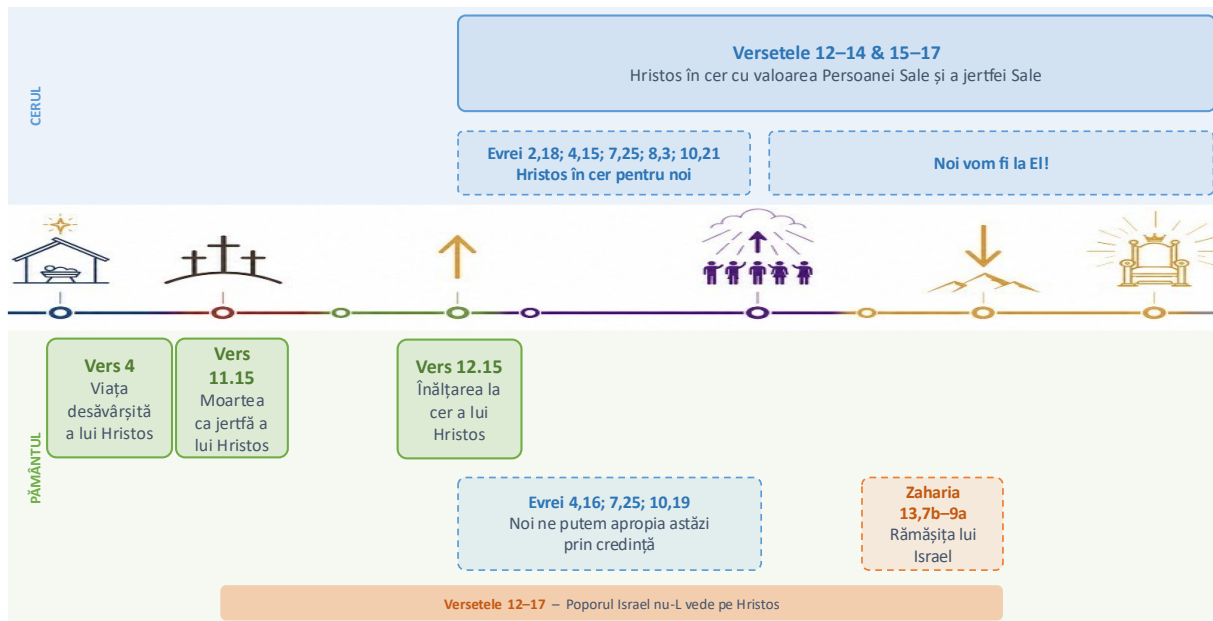 CERUL
Versetele 12–14 & 15–17
Hristos în cer cu valoarea Persoanei Sale și a jertfei Sale
Evrei 2,18; 4,15; 7,25; 8,3; 10,21
Hristos în cer pentru noi
Noi vom fi la El!
PĂMÂNTUL
Vers 4
Viața
desăvârșită
a lui Hristos
Vers
11.15
Moartea
ca jertfă a
lui Hristos
Vers 12.15
Înălțarea la
cer a lui
Hristos
Evrei 4,16; 7,25; 10,19
Noi ne putem apropia astăzi
prin credință
Zaharia
13,7b–9a
Rămășița lui
Israel
Versetele 12–17 – Poporul Israel nu-L vede pe Hristos